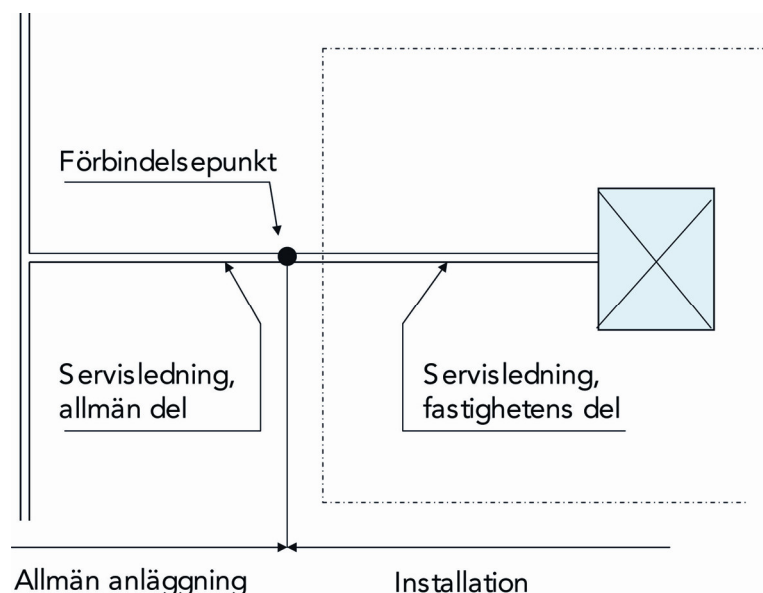 Förbindelsepunkt
Servisledning,
allmän del
Servisledning,
fastighetens del
Allmän anläggning
Installation